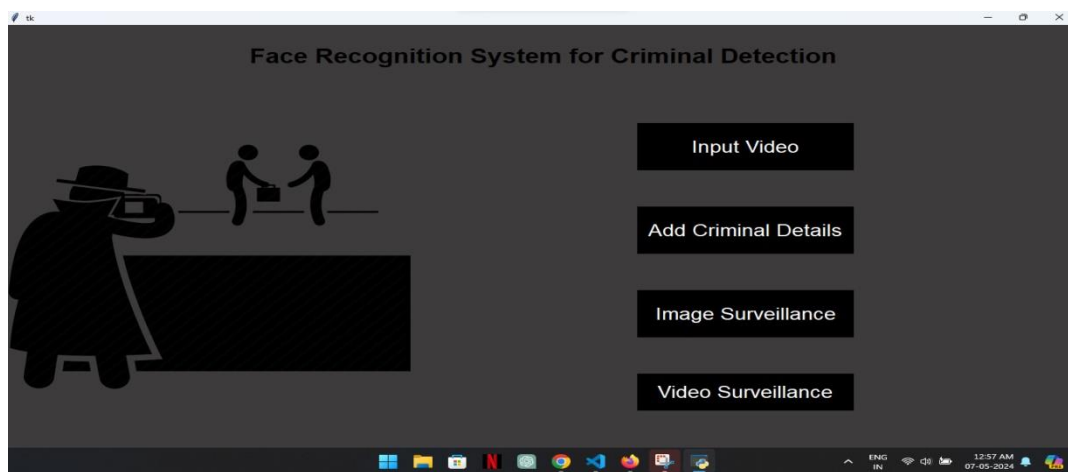 tk
Face Recognition System for Criminal Detection
Input Video
Add Criminal Details
Image Surveillance
Video Surveillance
ENG
IN
12:57 AM
07-05-2024